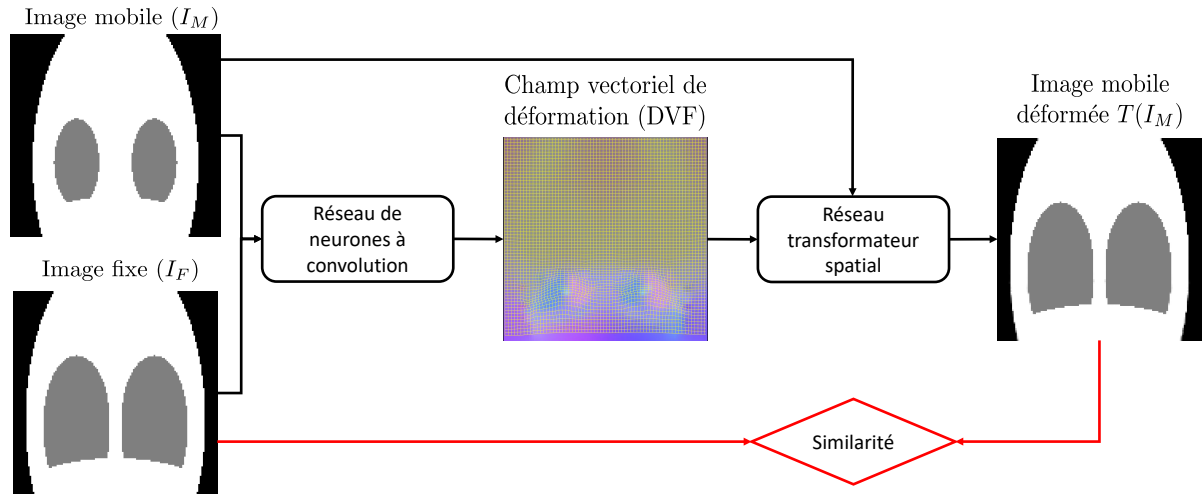 Image mobile (I_M)
Image fixe (I_F)
Réseau de
neurones à
convolution
Champ vectoriel de
déformation (DVF)
Réseau
transformateur
spatial
Image mobile
déformée T(I_M)
Similarité